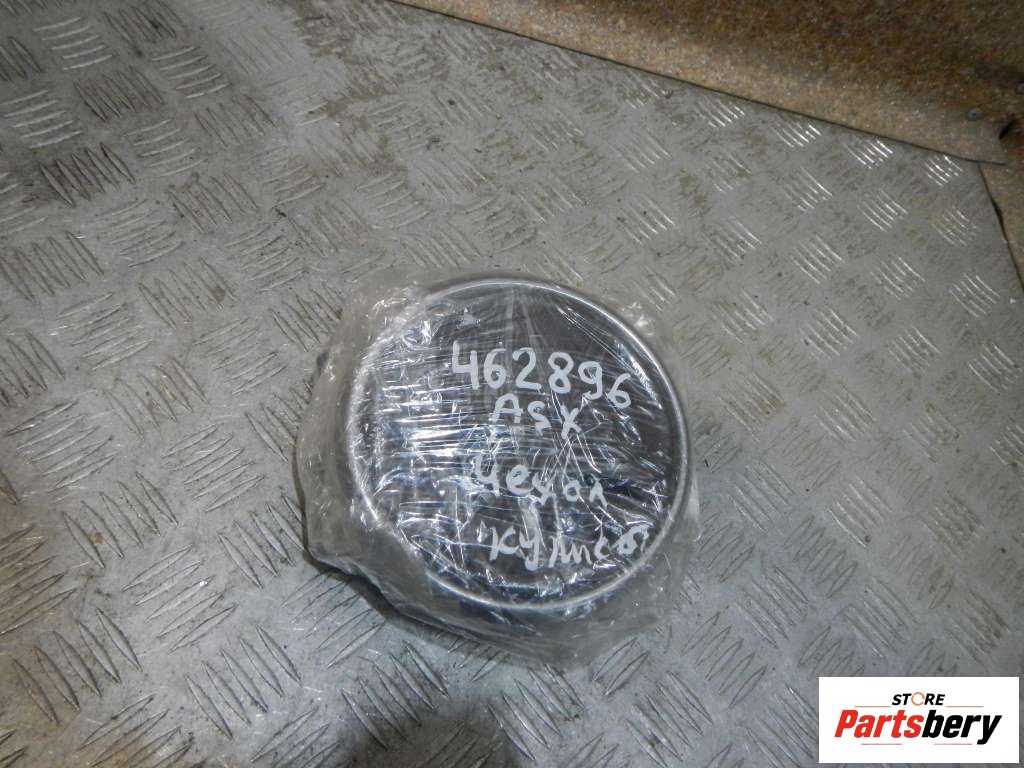 462896
ASX
Чехол
кулисы
STORE
Partsbery